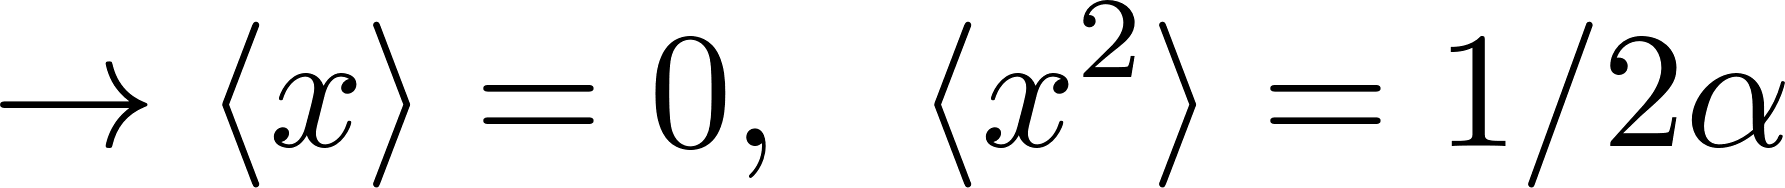 → ⟨x⟩ = 0, ⟨x²⟩ = 1/2α